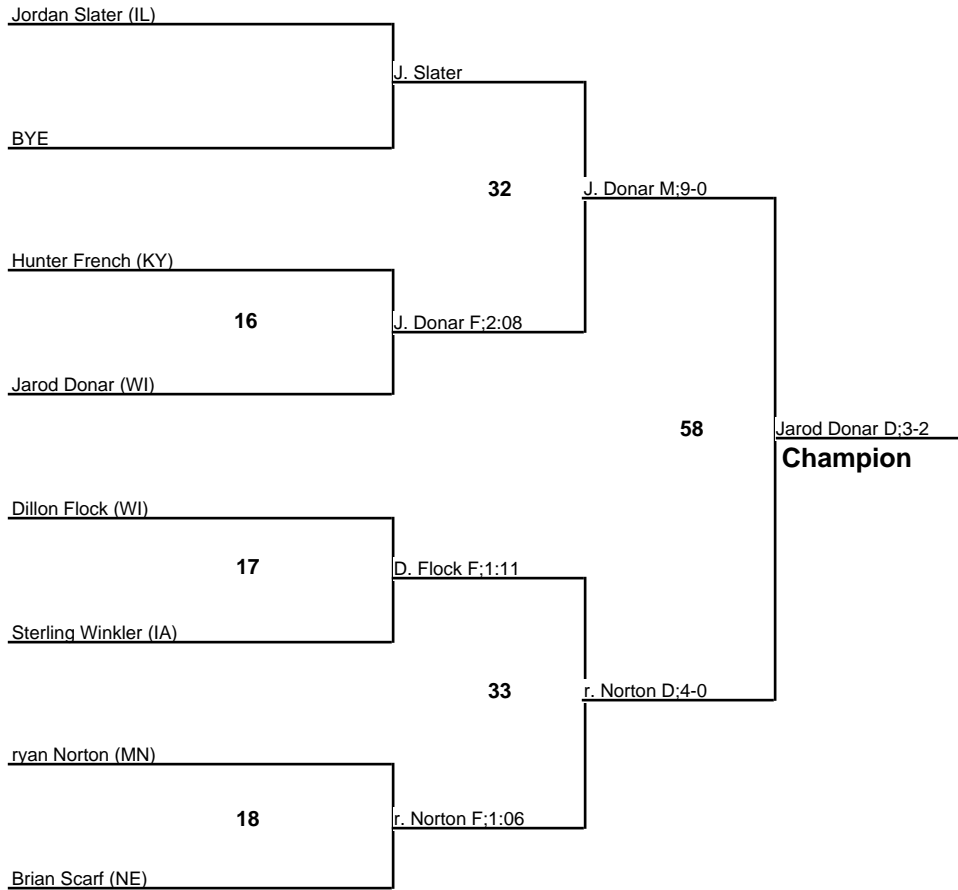 Jordan Slater (IL)
J. Slater
BYE
32
J. Donar M;9-0
Hunter French (KY)
16
J. Donar F;2:08
Jarod Donar (WI)
58
Jarod Donar D;3-2
Champion
Dillon Flock (WI)
17
D. Flock F;1:11
Sterling Winkler (IA)
33
r. Norton D;4-0
ryan Norton (MN)
18
r. Norton F;1:06
Brian Scarf (NE)